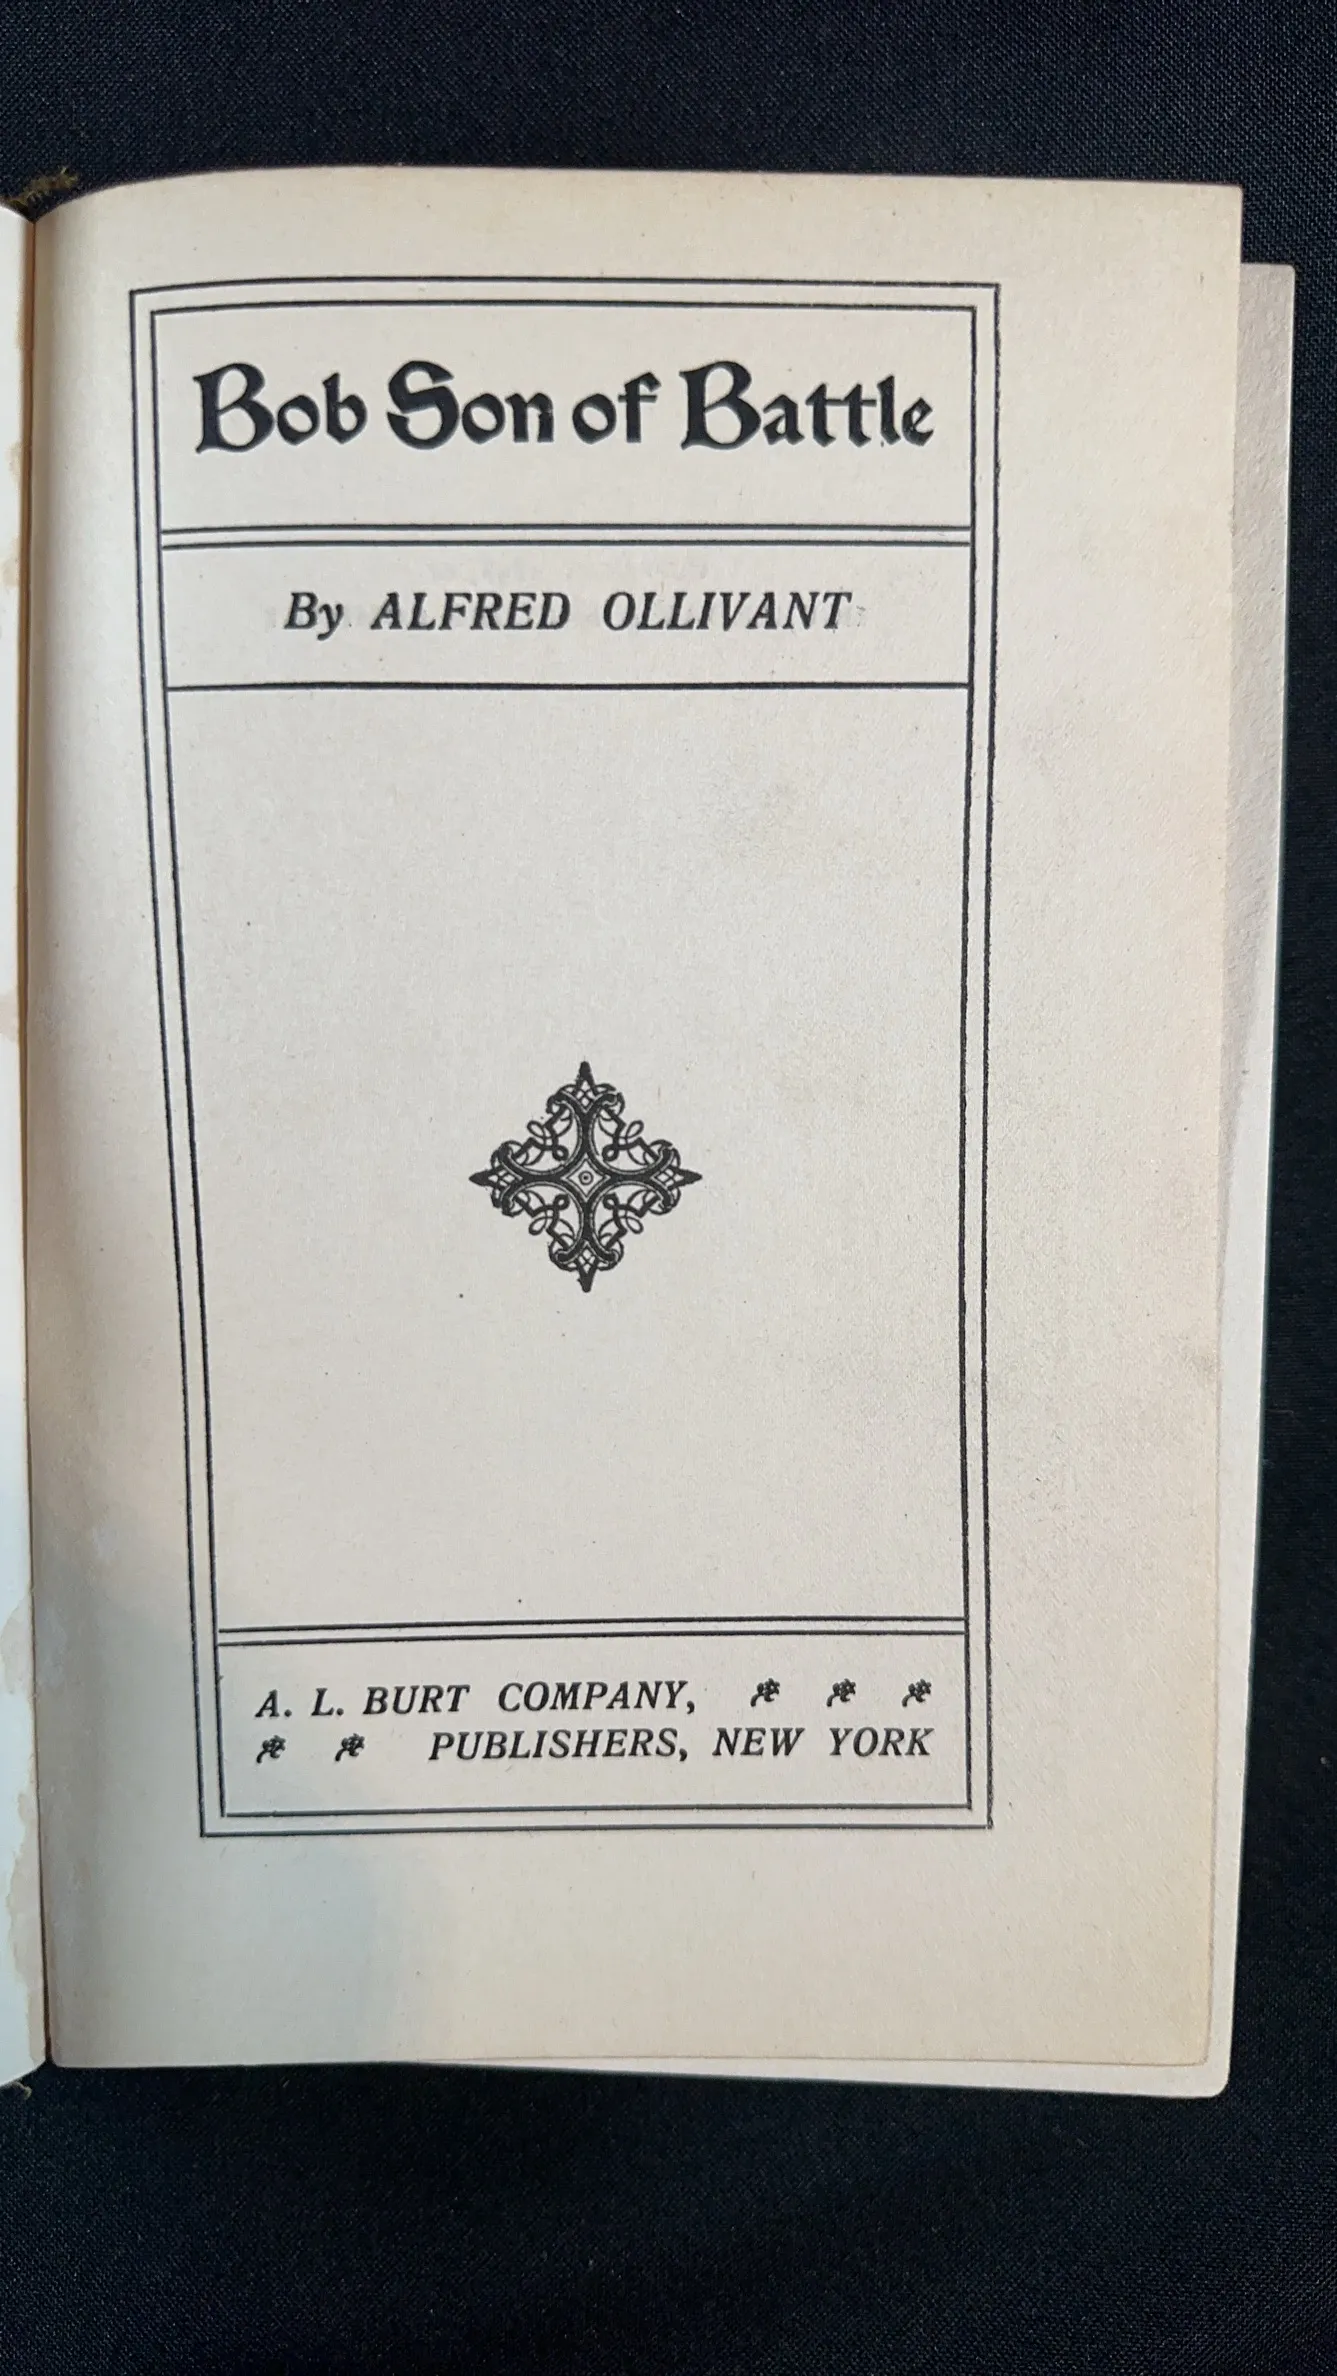 Bob Son of Battle
By ALFRED OLLIVANT
A. L. BURT COMPANY,
PUBLISHERS, NEW YORK